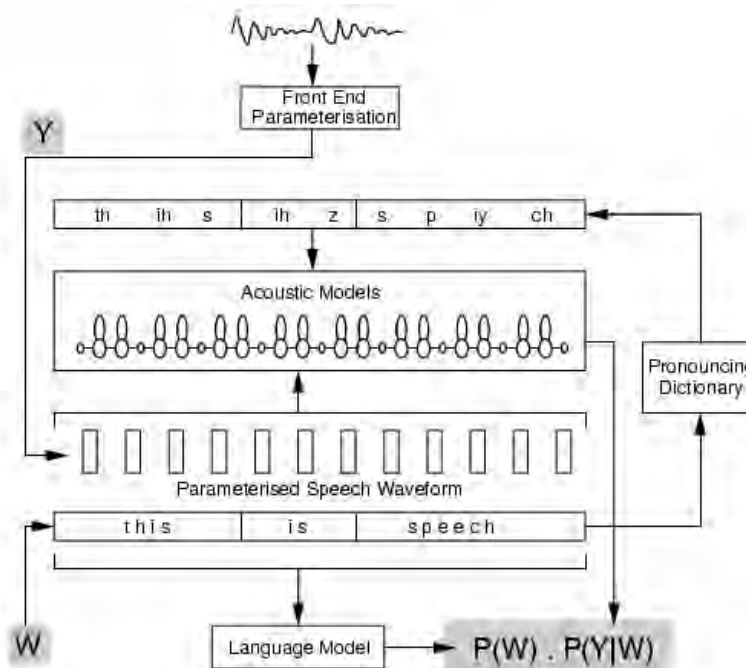 Front End
Parameterisation
Y
th ih s ih z s p iy ch
Acoustic Models
Pronouncing
Dictionary
Parameterised Speech Waveform
this is speech
W
Language Model
P(W) . P(Y|W)